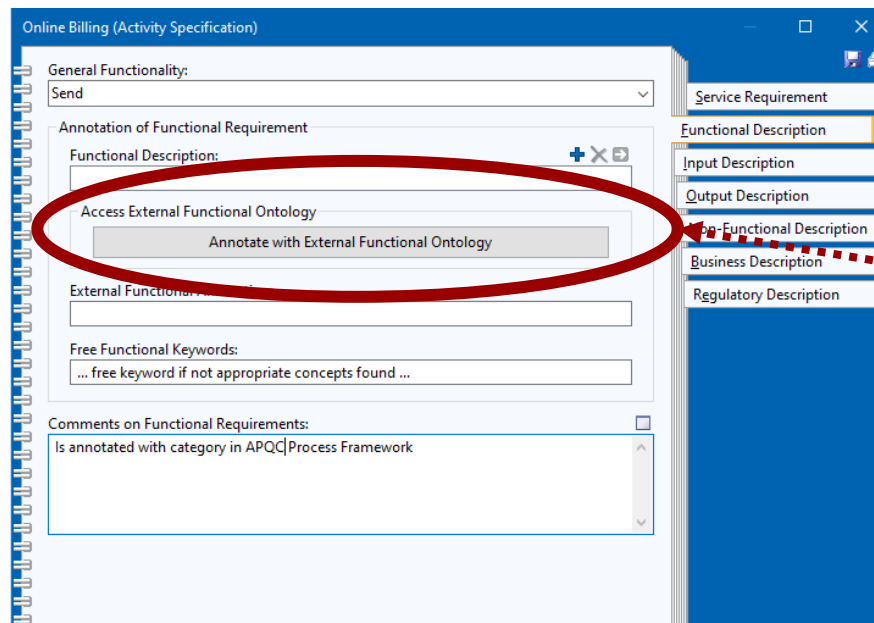 Online Billing (Activity Specification)
General Functionality:
Send
Annotation of Functional Requirement
Functional Description:
Access External Functional Ontology
Annotate with External Functional Ontology
External Functional
Free Functional Keywords:
... free keyword if not appropriate concepts found ...
Comments on Functional Requirements:
Is annotated with category in APQC Process Framework
Service Requirement
Functional Description
Input Description
Output Description
Non-Functional Description
Business Description
Regulatory Description